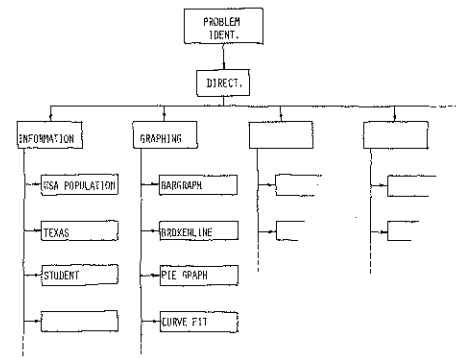 PROBLEM
IDENT.
DIRECT.
INFORMATION
GRAPHING
USA POPULATION
BARGRAPH
TEXAS
BROKENLINE
STUDENT
PIE GRAPH
CURVE FIT